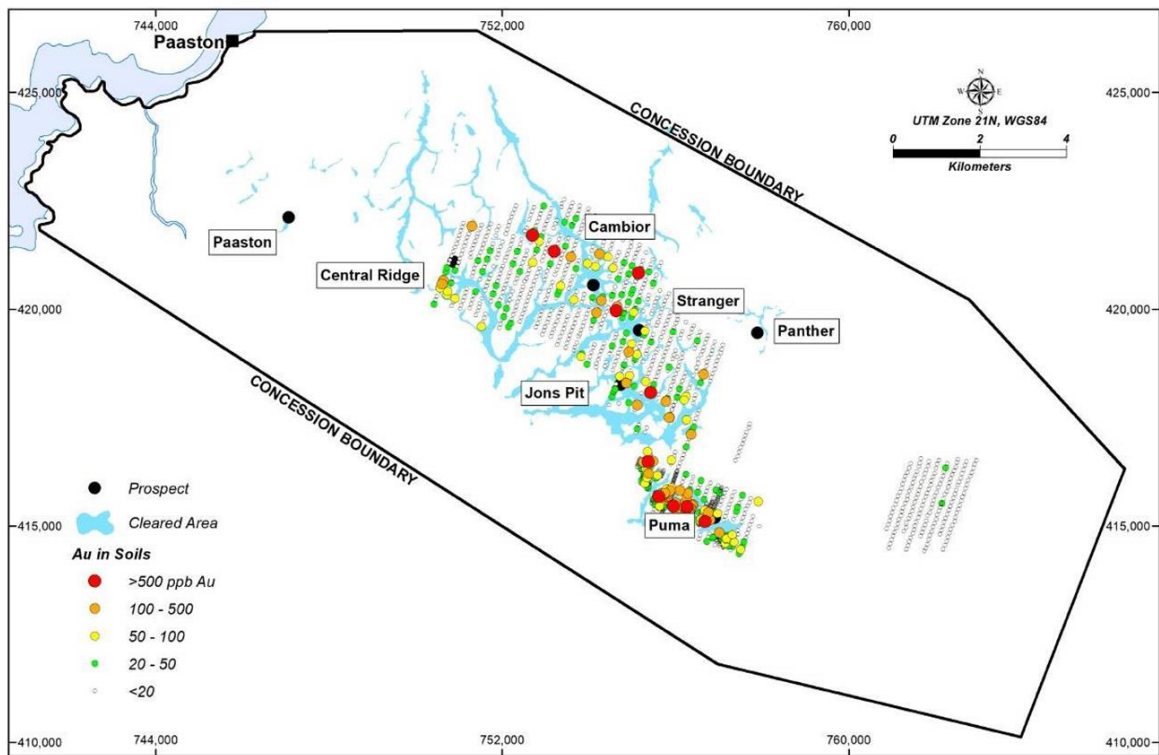 744,000
752,000
760,000
Paaston
425,000
425,000
N
W
E
S
UTM Zone 21N, WGS84
0
2
4
Kilometers
CONCESSION BOUNDARY
Paaston
Cambior
Central Ridge
Stranger
420,000
420,000
Panther
Jons Pit
CONCESSION BOUNDARY
Prospect
Cleared Area
415,000
415,000
Puma
Au in Soils
>500 ppb Au
100 - 500
50 - 100
20 - 50
<20
410,000
410,000
744,000
752,000
760,000